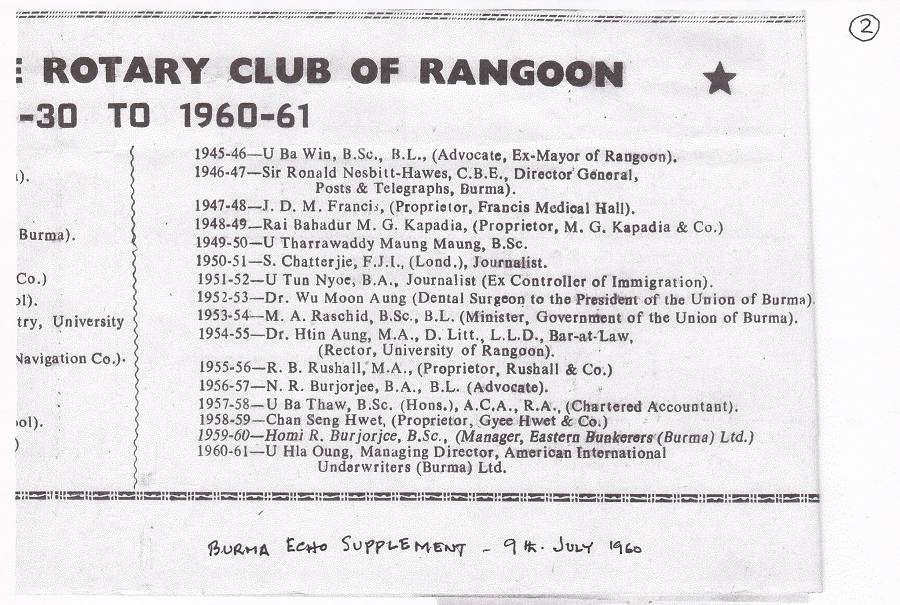 2
E ROTARY CLUB OF RANGOON
-30 TO 1960-61
).
Burma).
Co.)
ol).
try, University
Navigation Co.).
ool).
)
1945-46—U Ba Win, B.Sc., B.L., (Advocate, Ex-Mayor of Rangoon).
1946-47—Sir Ronald Nesbitt-Hawes, C.B.E., Director General,
Posts & Telegraphs, Burma).
1947-48—J. D. M. Francis, (Proprietor, Francis Medical Hall).
1948-49—Rai Bahadur M. G. Kapadia, (Proprietor, M. G. Kapadia & Co.)
1949-50—U Tharrawaddy Maung Maung, B.Sc.
1950-51—S. Chatterjie, F.J.I., (Lond.), Journalist.
1951-52—U Tun Nyoe, B.A., Journalist (Ex Controller of Immigration).
1952-53—Dr. Wu Moon Aung (Dental Surgeon to the President of the Union of Burma).
1953-54—M. A. Raschid, B.Sc., B.L. (Minister, Government of the Union of Burma).
1954-55—Dr. Htin Aung, M.A., D. Litt., L.L.D., Bar-at-Law,
(Rector, University of Rangoon).
1955-56—R. B. Rushall, M.A., (Proprietor, Rushall & Co.)
1956-57—N. R. Burjorjee, B.A., B.L. (Advocate).
1957-58—U Ba Thaw, B.Sc. (Hons.), A.C.A., R.A., (Chartered Accountant).
1958-59—Chan Seng Hwet, (Proprietor, Gyee Hwet & Co.)
1959-60—Homi R. Burjorjee, B.Sc., (Manager, Eastern Bunkerers (Burma) Ltd.)
1960-61—U Hla Oung, Managing Director, American International
Underwriters (Burma) Ltd.
BURMA ECHO SUPPLEMENT - 9th. JULY 1960